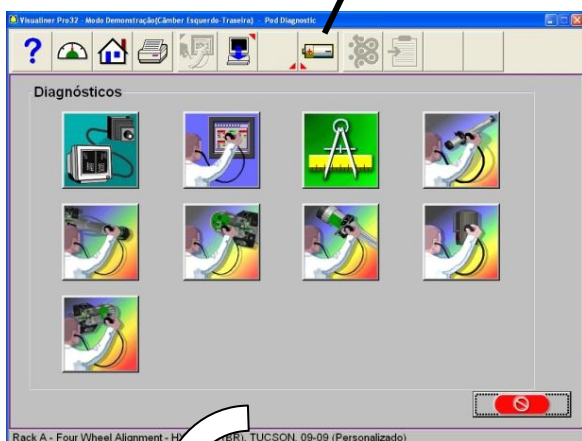 Visualiner Pro32 - Modo Demonstração(Câmber Esquerdo-Traseira) - Pod Diagnostic
?
Diagnósticos
Rack A - Four Wheel Alignment - (BR), TUCSON, 09-09 (Personalizado)